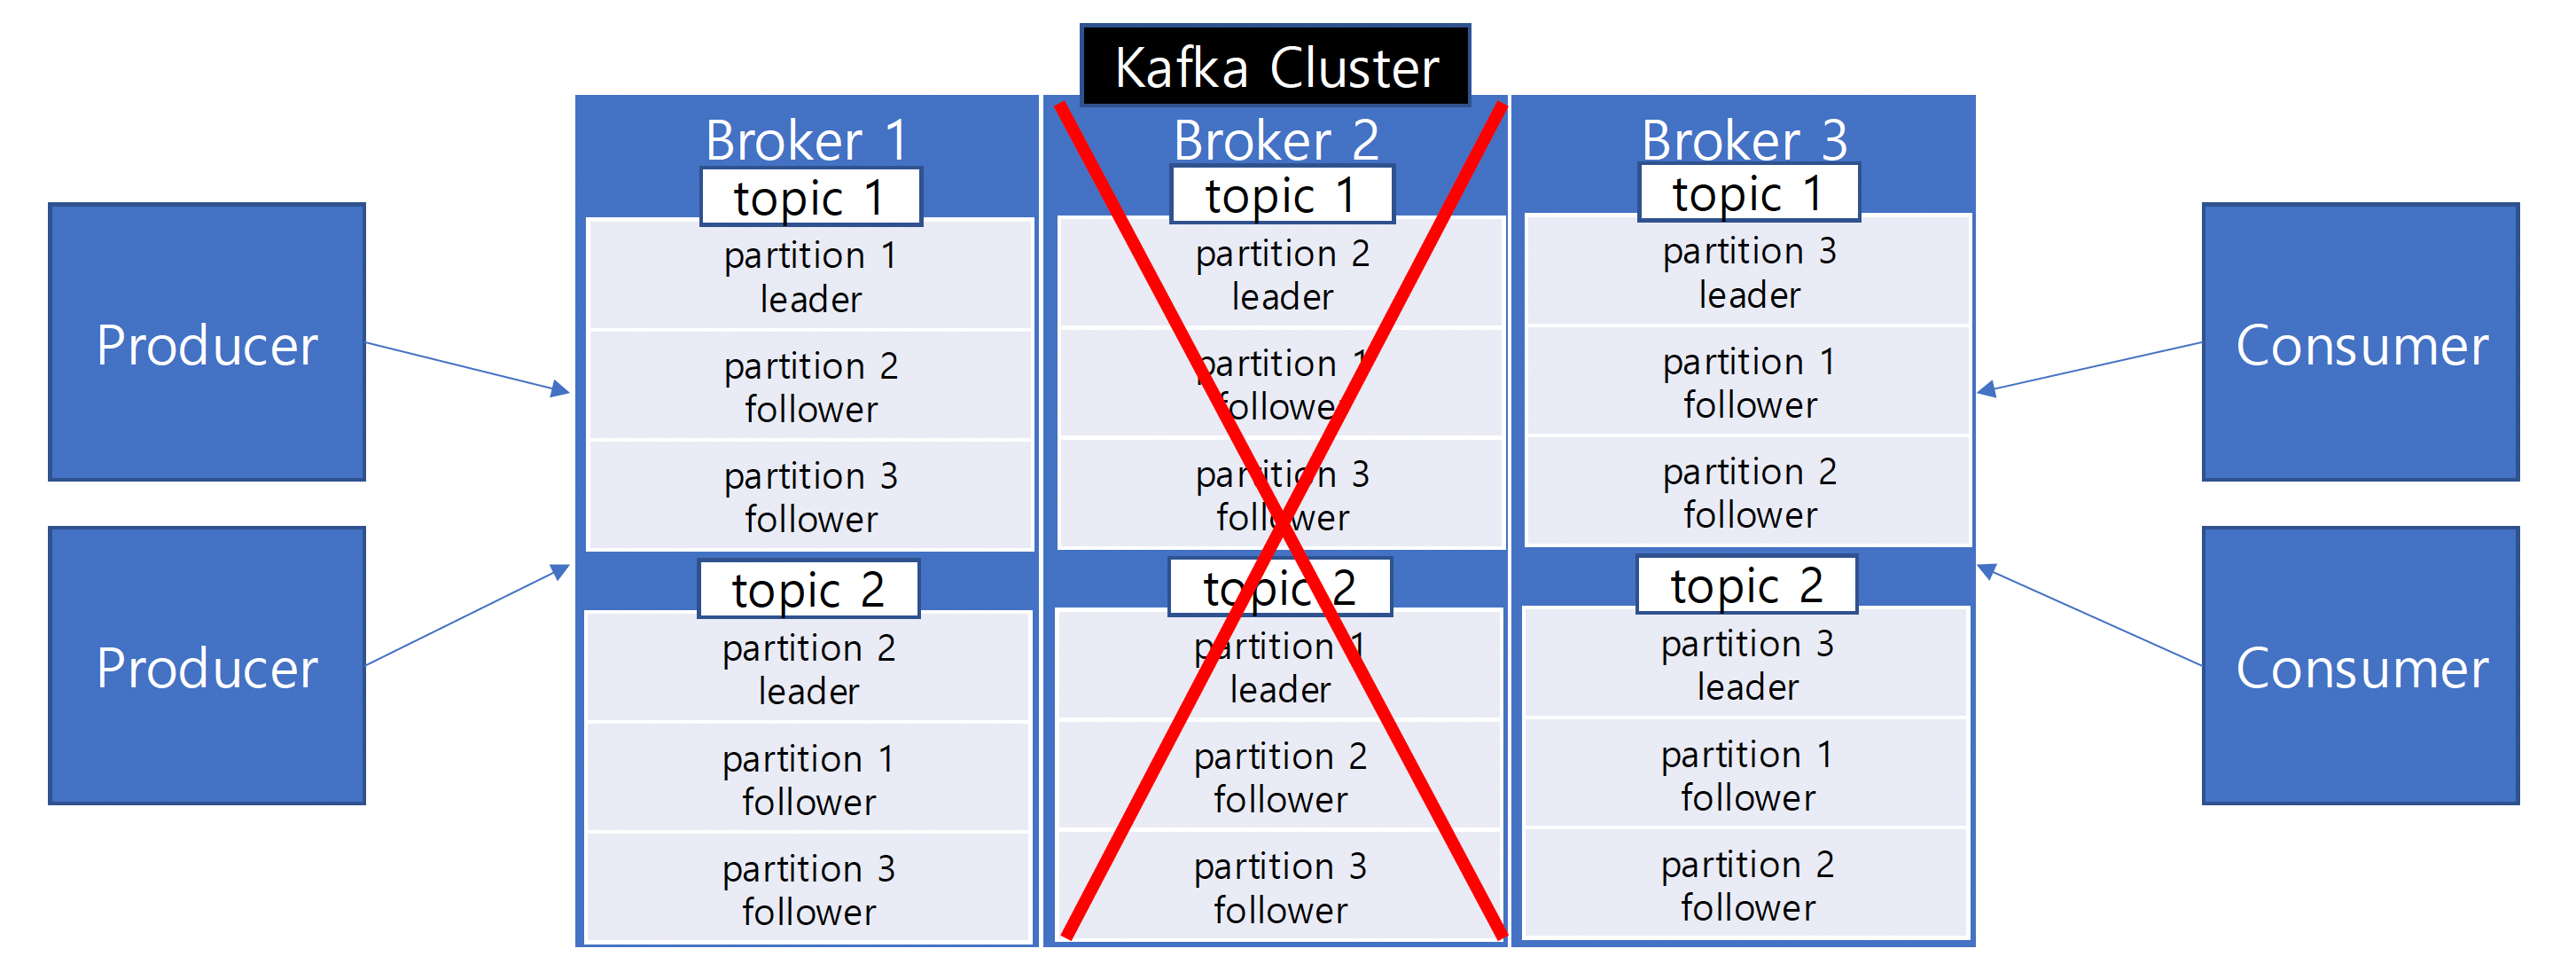 Kafka Cluster
Producer
Producer
Broker 1
topic 1
partition 1
leader
partition 2
follower
partition 3
follower
topic 2
partition 2
leader
partition 1
follower
partition 3
follower
Broker 2
topic 1
partition 2
leader
partition 1
follower
partition 3
follower
topic 2
partition 1
leader
partition 2
follower
partition 3
follower
Broker 3
topic 1
partition 3
leader
partition 1
follower
partition 2
follower
topic 2
partition 3
leader
partition 1
follower
partition 2
follower
Consumer
Consumer